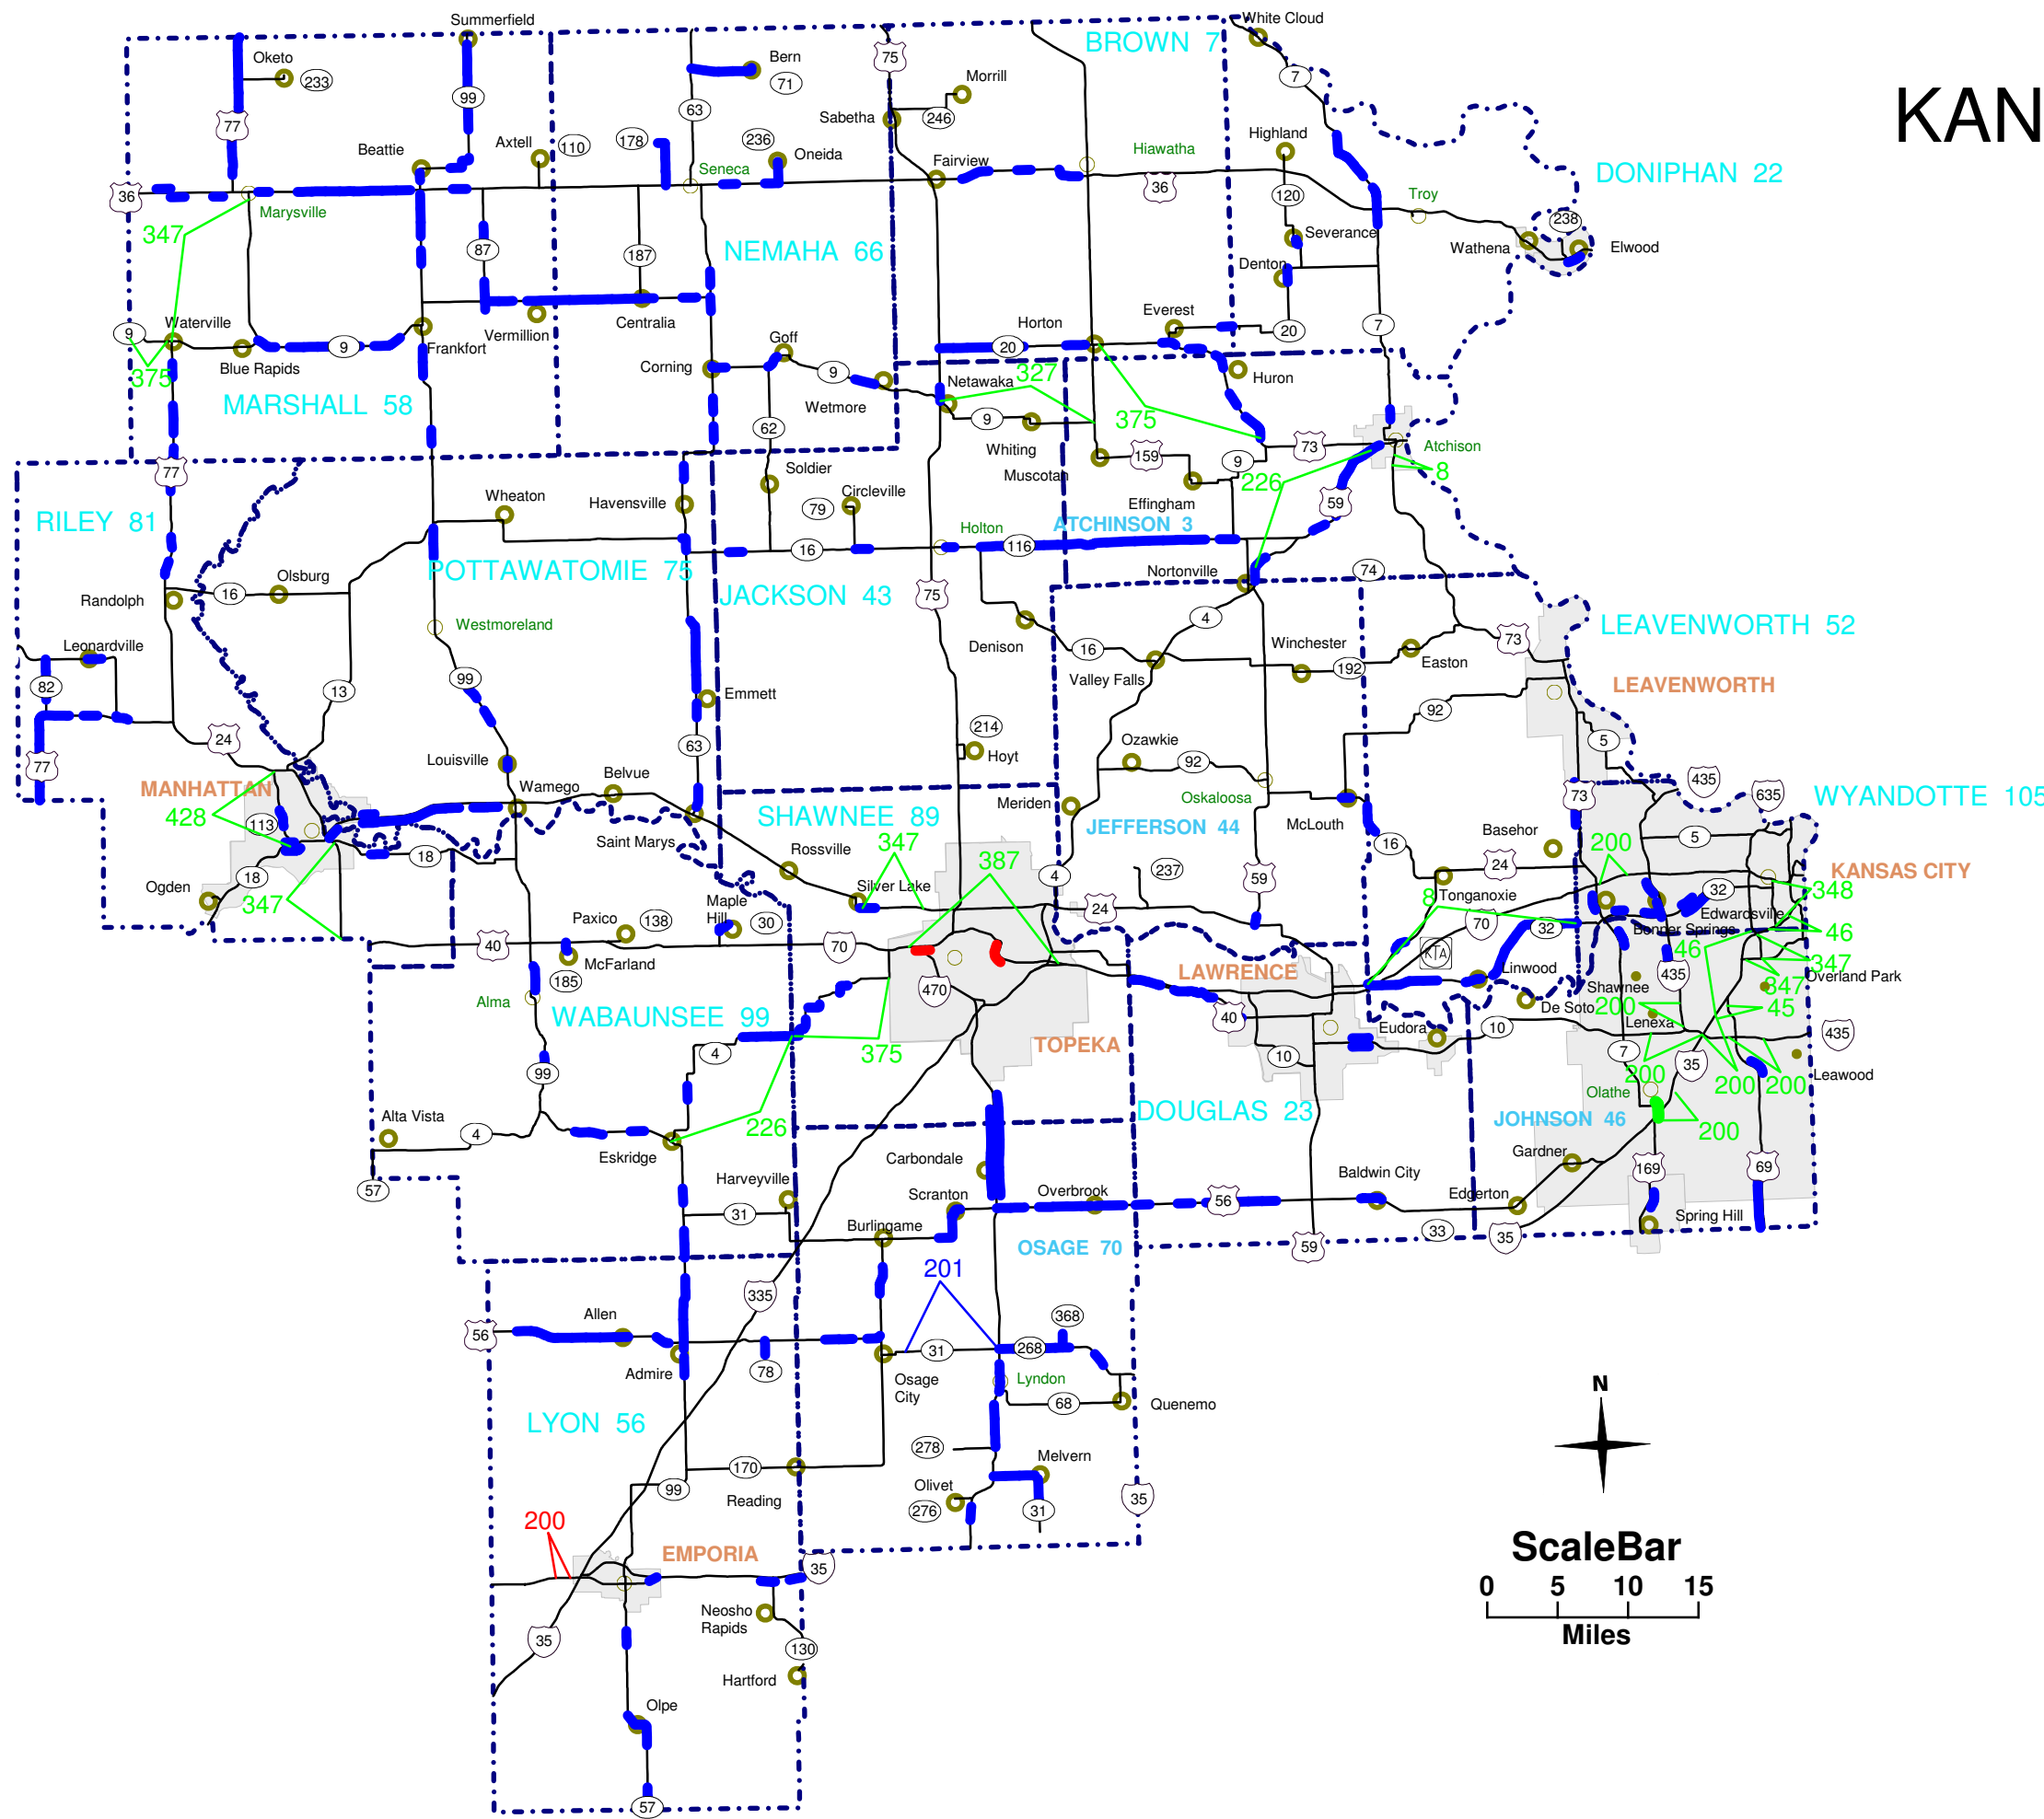 Summerfield
White Cloud
BROWN 7
KAN
Oketo
233
99
Bern
71
75
Morrill
7
77
63
Sabetha
246
Highland
Beattie
Axtell
110
178
236
Oneida
Fairview
Hiawatha
DONIPHAN 22
Seneca
36
36
120
Troy
Marysville
347
238
Severance
Wathena
Elwood
87
187
NEMAHA 66
Denton
9
Waterville
Vermillion
Centralia
Goff
Horton
Everest
20
7
Blue Rapids
9
Frankfort
20
375
Corning
9
327
Huron
MARSHALL 58
Wetmore
Netawaka
375
62
9
Whiting
159
73
Atchison
Muscotah
9
226
8
77
Soldier
Circleville
Wheaton
Havensville
79
Effingham
59
RILEY 81
Holton
ATCHINSON 3
116
16
POTTAWATOMIE 75
JACKSON 43
Nortonville
74
Olsburg
16
Randolph
75
4
Westmoreland
LEAVENWORTH 52
Leonardville
Denison
16
Winchester
73
192
Easton
82
99
13
Emmett
Valley Falls
LEAVENWORTH
92
24
214
Hoyt
5
77
Louisville
63
Ozawkie
92
435
MANHATTAN
Wamego
Belvue
Oskaloosa
73
635
WYANDOTTE 105
428
113
SHAWNEE 89
Meriden
JEFFERSON 44
McLouth
Basehor
5
Saint Marys
347
387
16
200
18
Rossville
24
18
4
237
59
KANSAS CITY
Ogden
Silver Lake
8
Tonganoxie
32
348
347
Maple
Hill
30
24
Edwardsville
Paxico
138
70
32
Bonner Springs
46
46
40
70
KTA
McFarland
347
185
LAWRENCE
Linwood
435
347
Overland Park
470
Shawnee
Alma
WABAUNSEE 99
40
De Soto
200
45
Eudora
10
Lenexa
435
4
375
TOPEKA
10
7
35
99
200
200
200
Leawood
Olathe
Alta Vista
4
226
DOUGLAS 23
JOHNSON 46
200
Eskridge
Carbondale
Gardner
57
Harveyville
Scranton
Overbrook
Baldwin City
169
69
31
56
Edgerton
Burlingame
Spring Hill
33
35
59
OSAGE 70
201
335
Allen
368
56
31
268
Admire
78
Osage
City
Lyndon
68
Quenemo
N
LYON 56
278
Melvern
170
99
Reading
Olivet
276
31
35
200
ScaleBar
EMPORIA
35
0 5 10 15
Neosho
Rapids
Miles
35
130
Hartford
Olpe
57